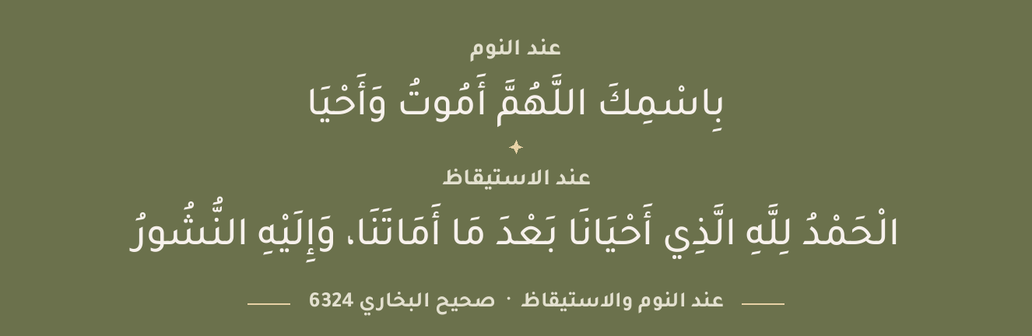 عند النوم
بِاسْمِكَ اللَّهُمَّ أَمُوتُ وَأَحْيَا
عند الاستيقاظ
الْحَمْدُ لِلَّهِ الَّذِي أَحْيَانَا بَعْدَ مَا أَمَاتَنَا، وَإِلَيْهِ النُّشُورُ
عند النوم والاستيقاظ · صحيح البخاري 6324